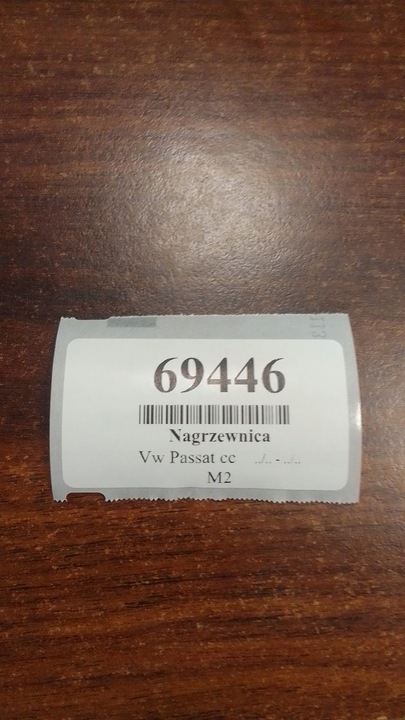 69446
Nagrzewnica
Vw Passat cc ../.. - ../..
M2